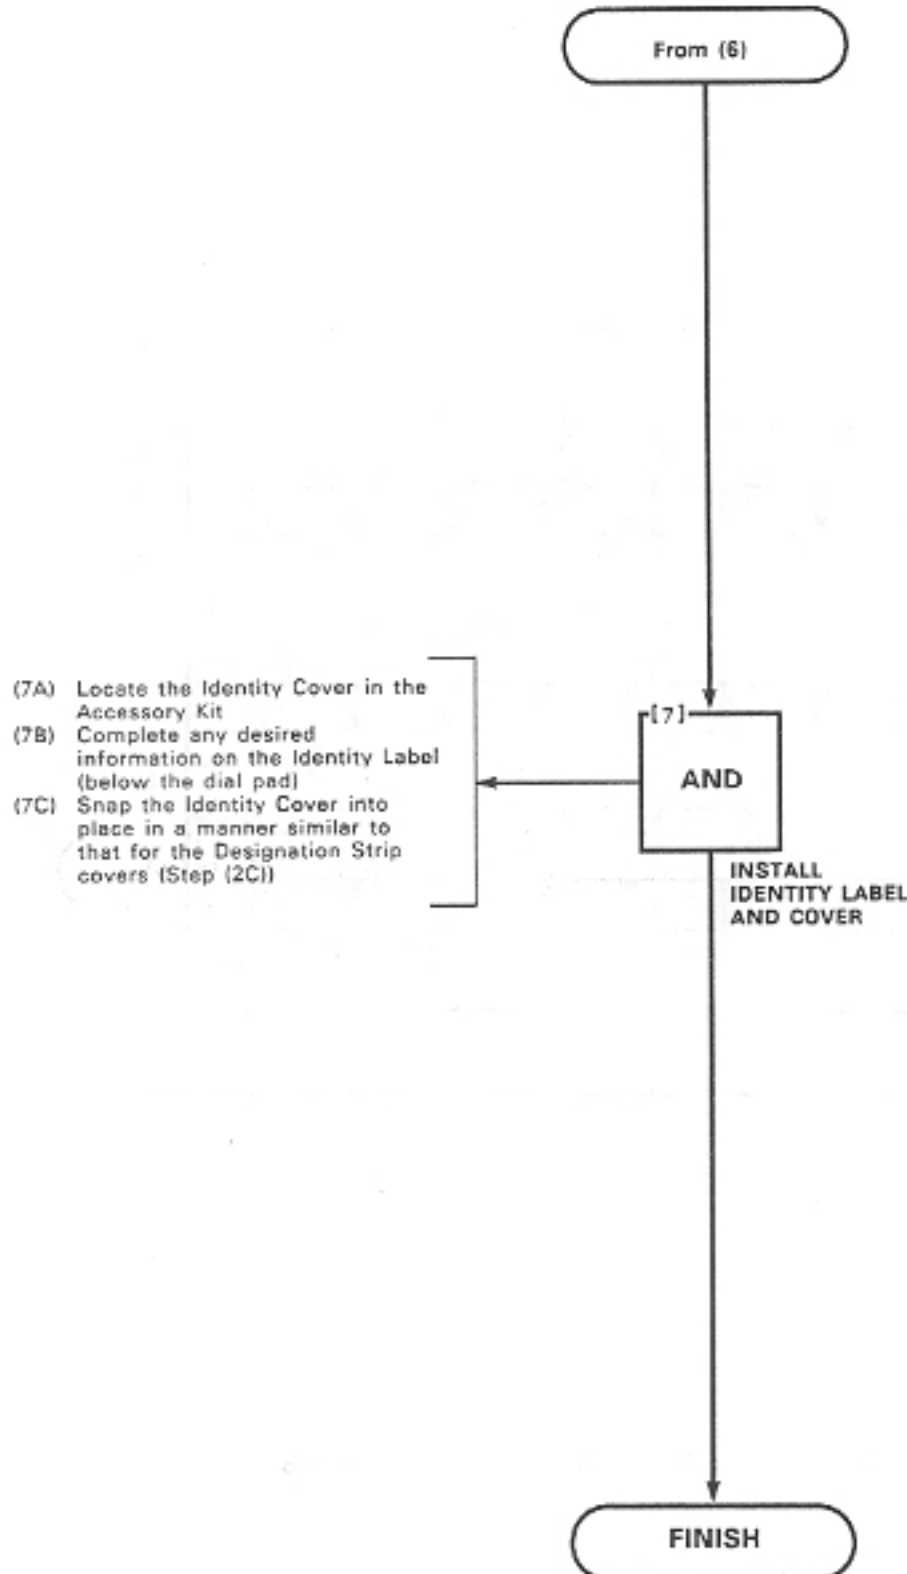 From (6)
(7A) Locate the Identity Cover in the
Accessory Kit
(7B) Complete any desired
information on the Identity Label
(below the dial pad)
(7C) Snap the Identity Cover into
place in a manner similar to
that for the Designation Strip
covers (Step (2C))
[7]
AND
INSTALL
IDENTITY LABEL
AND COVER
FINISH